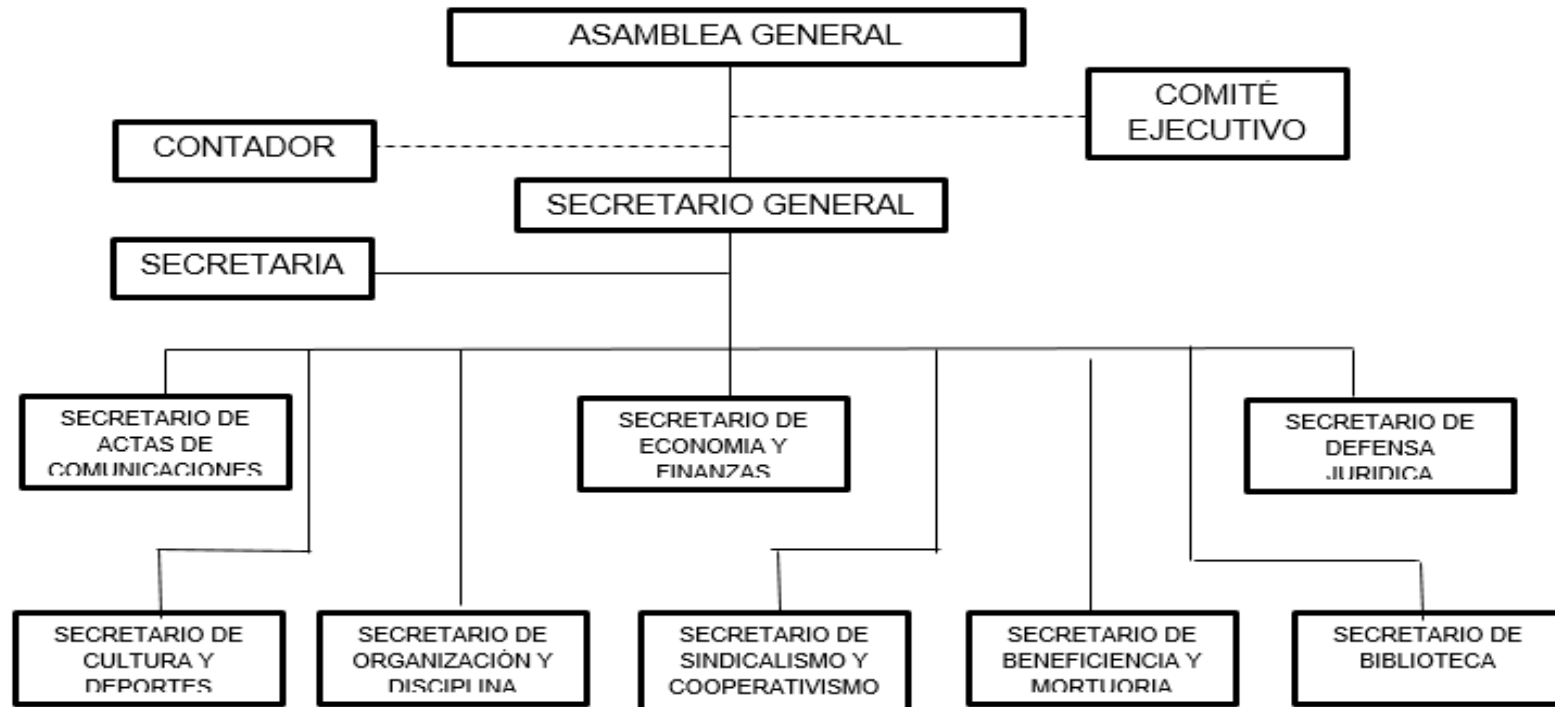 ASAMBLEA GENERAL
COMITÉ
EJECUTIVO
CONTADOR
SECRETARIO GENERAL
SECRETARIA
SECRETARIO DE
ACTAS DE
COMUNICACIONES
SECRETARIO DE
ECONOMIA Y
FINANZAS
SECRETARIO DE
DEFENSA
JURIDICA
SECRETARIO DE
CULTURA Y
DEPORTES
SECRETARIO DE
ORGANIZACIÓN Y
DISCIPLINA
SECRETARIO DE
SINDICALISMO Y
COOPERATIVISMO
SECRETARIO DE
BENEFICIENCIA Y
MORTUORIA
SECRETARIO DE
BIBLIOTECA